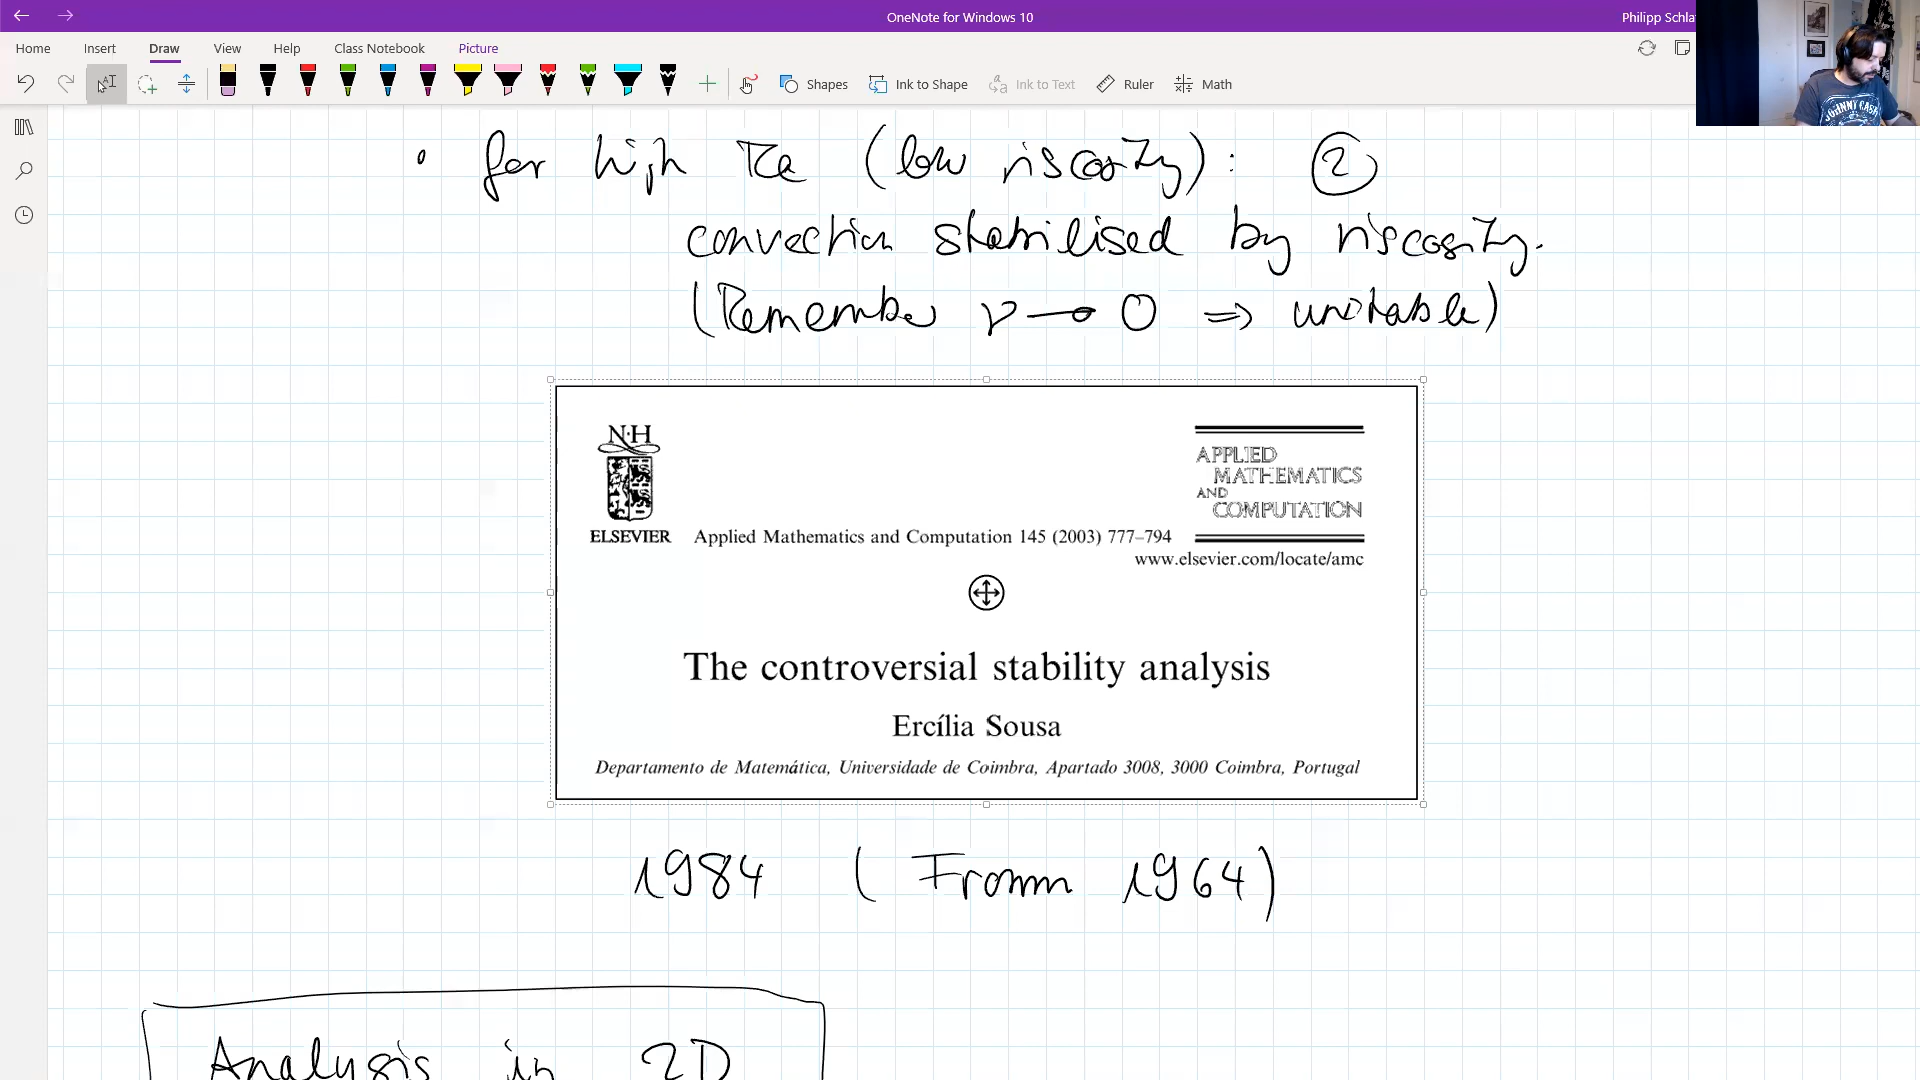 OneNote for Windows 10
Philipp Schla
Home Insert Draw View Help Class Notebook Picture
Shapes Ink to Shape Ink to Text Ruler Math
JOHNNY CASH
• for high Re (low viscosity): ②
convection stabilised by viscosity.
(Remember ν → 0 ⇒ unstable)
N·H
ELSEVIER
APPLIED
MATHEMATICS
AND
COMPUTATION
Applied Mathematics and Computation 145 (2003) 777–794
www.elsevier.com/locate/amc
The controversial stability analysis
Ercília Sousa
Departamento de Matemática, Universidade de Coimbra, Apartado 3008, 3000 Coimbra, Portugal
1984 (Fromm 1964)
Analysis in 2D